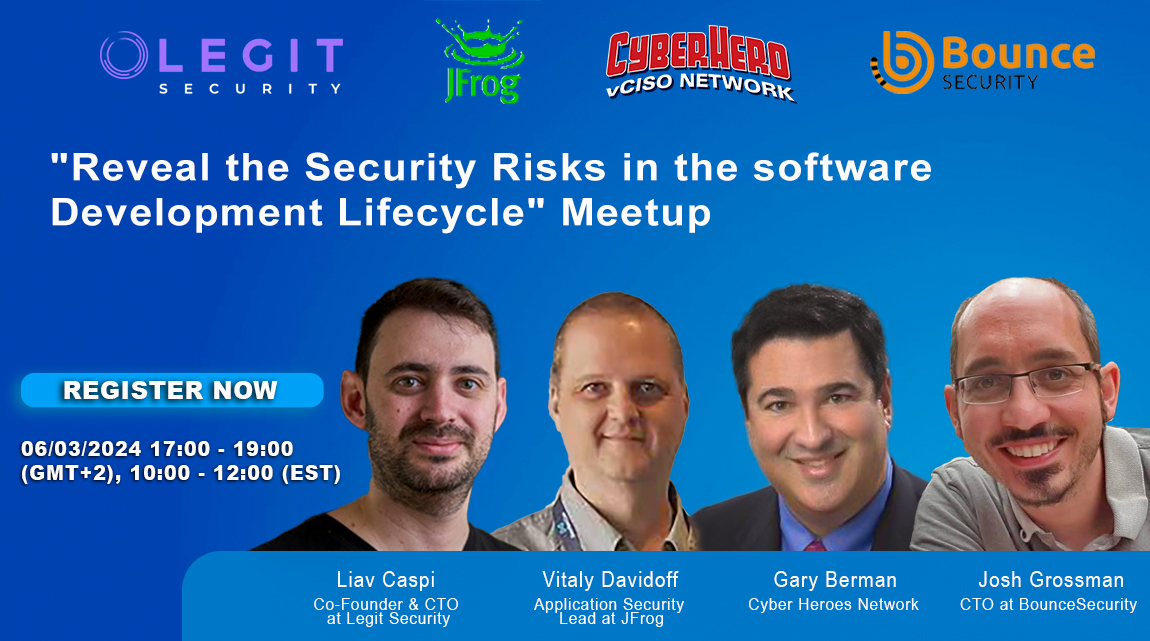 LEGIT
SECURITY
JFrog
CYBERHERO
vCISO NETWORK
Bounce
SECURITY
"Reveal the Security Risks in the software
Development Lifecycle" Meetup
REGISTER NOW
06/03/2024 17:00 - 19:00
(GMT+2), 10:00 - 12:00 (EST)
Liav Caspi
Co-Founder & CTO
at Legit Security
Vitaly Davidoff
Application Security
Lead at JFrog
Gary Berman
Cyber Heroes Network
Josh Grossman
CTO at BounceSecurity